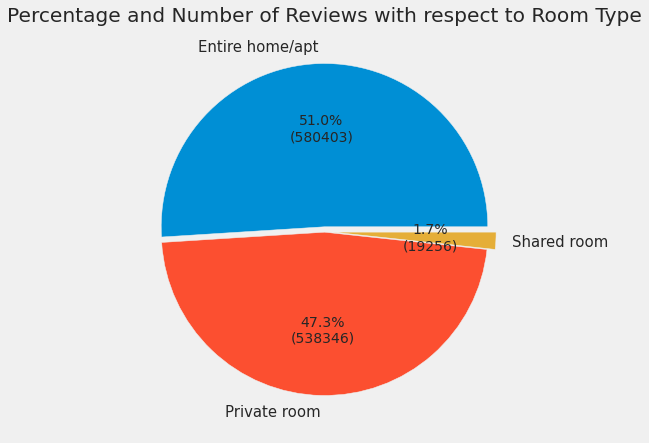 Percentage and Number of Reviews with respect to Room Type
Entire home/apt
51.0%
(580403)
1.7%
(19256)
Shared room
47.3%
(538346)
Private room